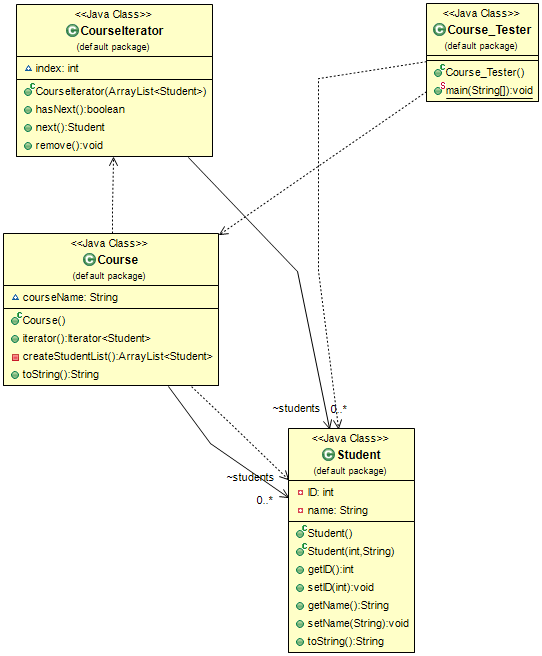 <<Java Class>>
CourseIterator
(default package)
index: int
CourseIterator(ArrayList<Student>)
hasNext():boolean
next():Student
remove():void
<<Java Class>>
Course_Tester
(default package)
Course_Tester()
main(String[]):void
<<Java Class>>
Course
(default package)
courseName: String
Course()
iterator():Iterator<Student>
createStudentList():ArrayList<Student>
toString():String
~students 0..*
~students
0..*
<<Java Class>>
Student
(default package)
ID: int
name: String
Student()
Student(int,String)
getID():int
setID(int):void
getName():String
setName(String):void
toString():String